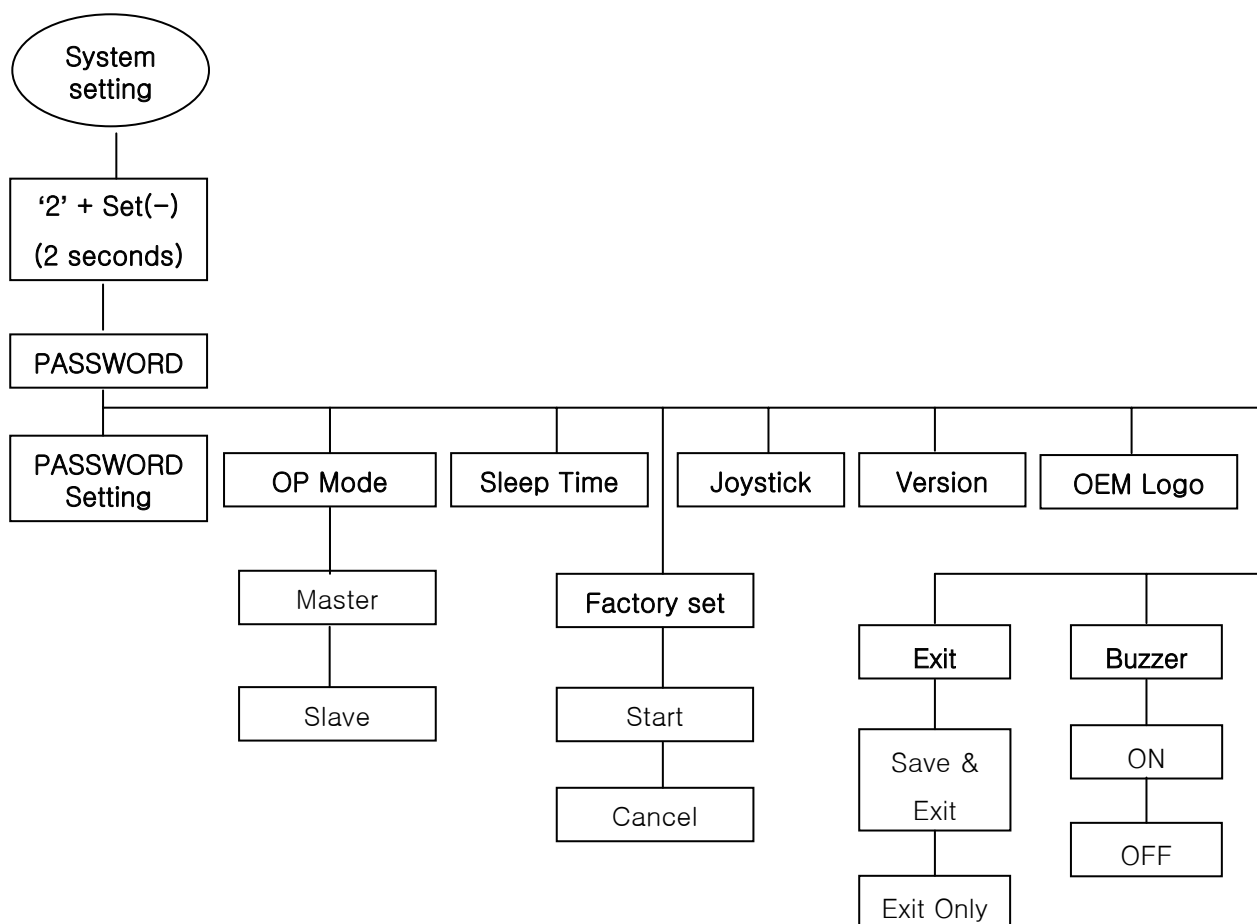 System
setting
‘2’ + Set(-)
(2 seconds)
PASSWORD
PASSWORD
Setting
OP Mode
Sleep Time
Joystick
Version
OEM Logo
Master
Slave
Factory set
Start
Cancel
Exit
Save &
Exit
Exit Only
Buzzer
ON
OFF